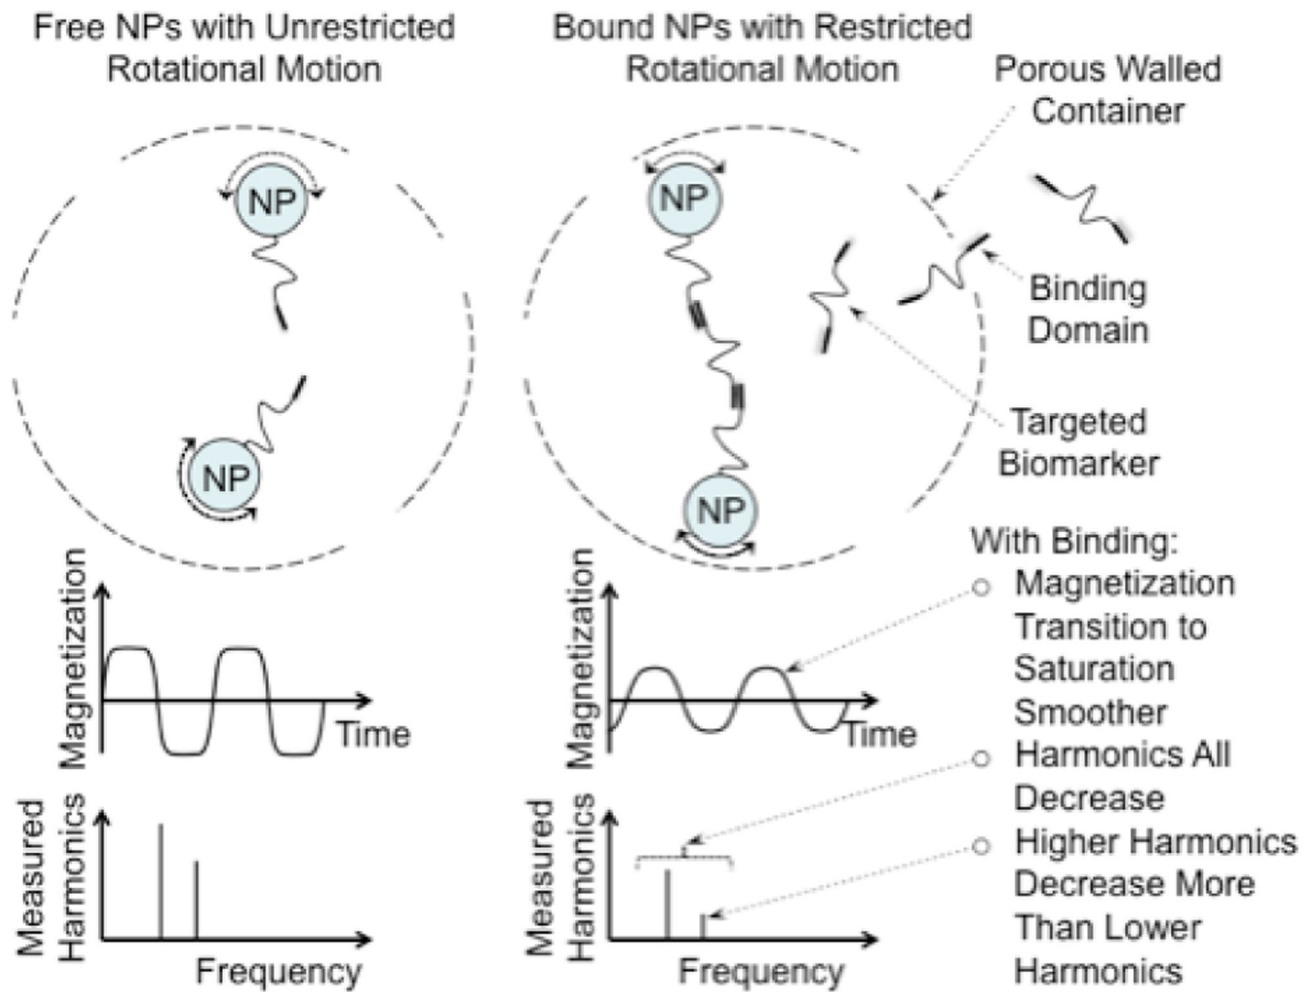 Free NPs with Unrestricted
Rotational Motion
Bound NPs with Restricted
Rotational Motion
Porous Walled
Container
NP
NP
NP
NP
Binding
Domain
Targeted
Biomarker
Magnetization
Time
Magnetization
Time
Measured
Harmonics
Frequency
Measured
Harmonics
Frequency
With Binding:
Magnetization
Transition to
Saturation
Smoother
Harmonics All
Decrease
Higher Harmonics
Decrease More
Than Lower
Harmonics